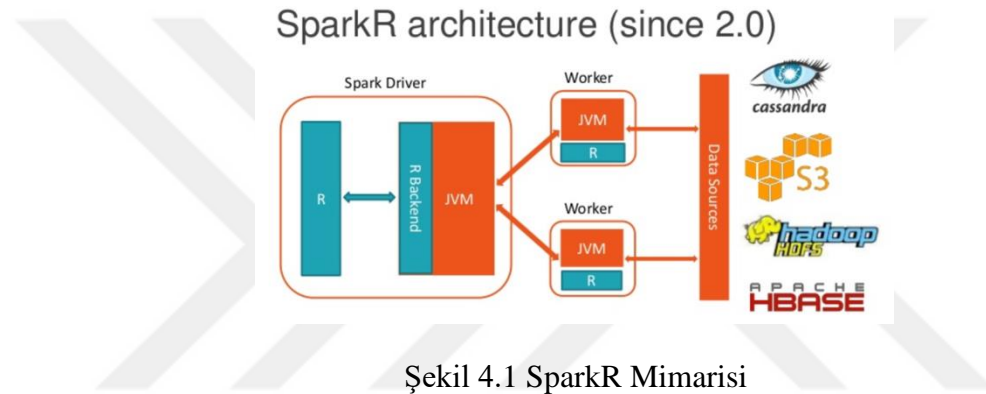 SparkR architecture (since 2.0)
Spark Driver
R
R Backend
JVM
Worker
JVM
R
Worker
JVM
R
Data Sources
cassandra
S3
hadoop
HDFS
APACHE
HBASE
Şekil 4.1 SparkR Mimarisi